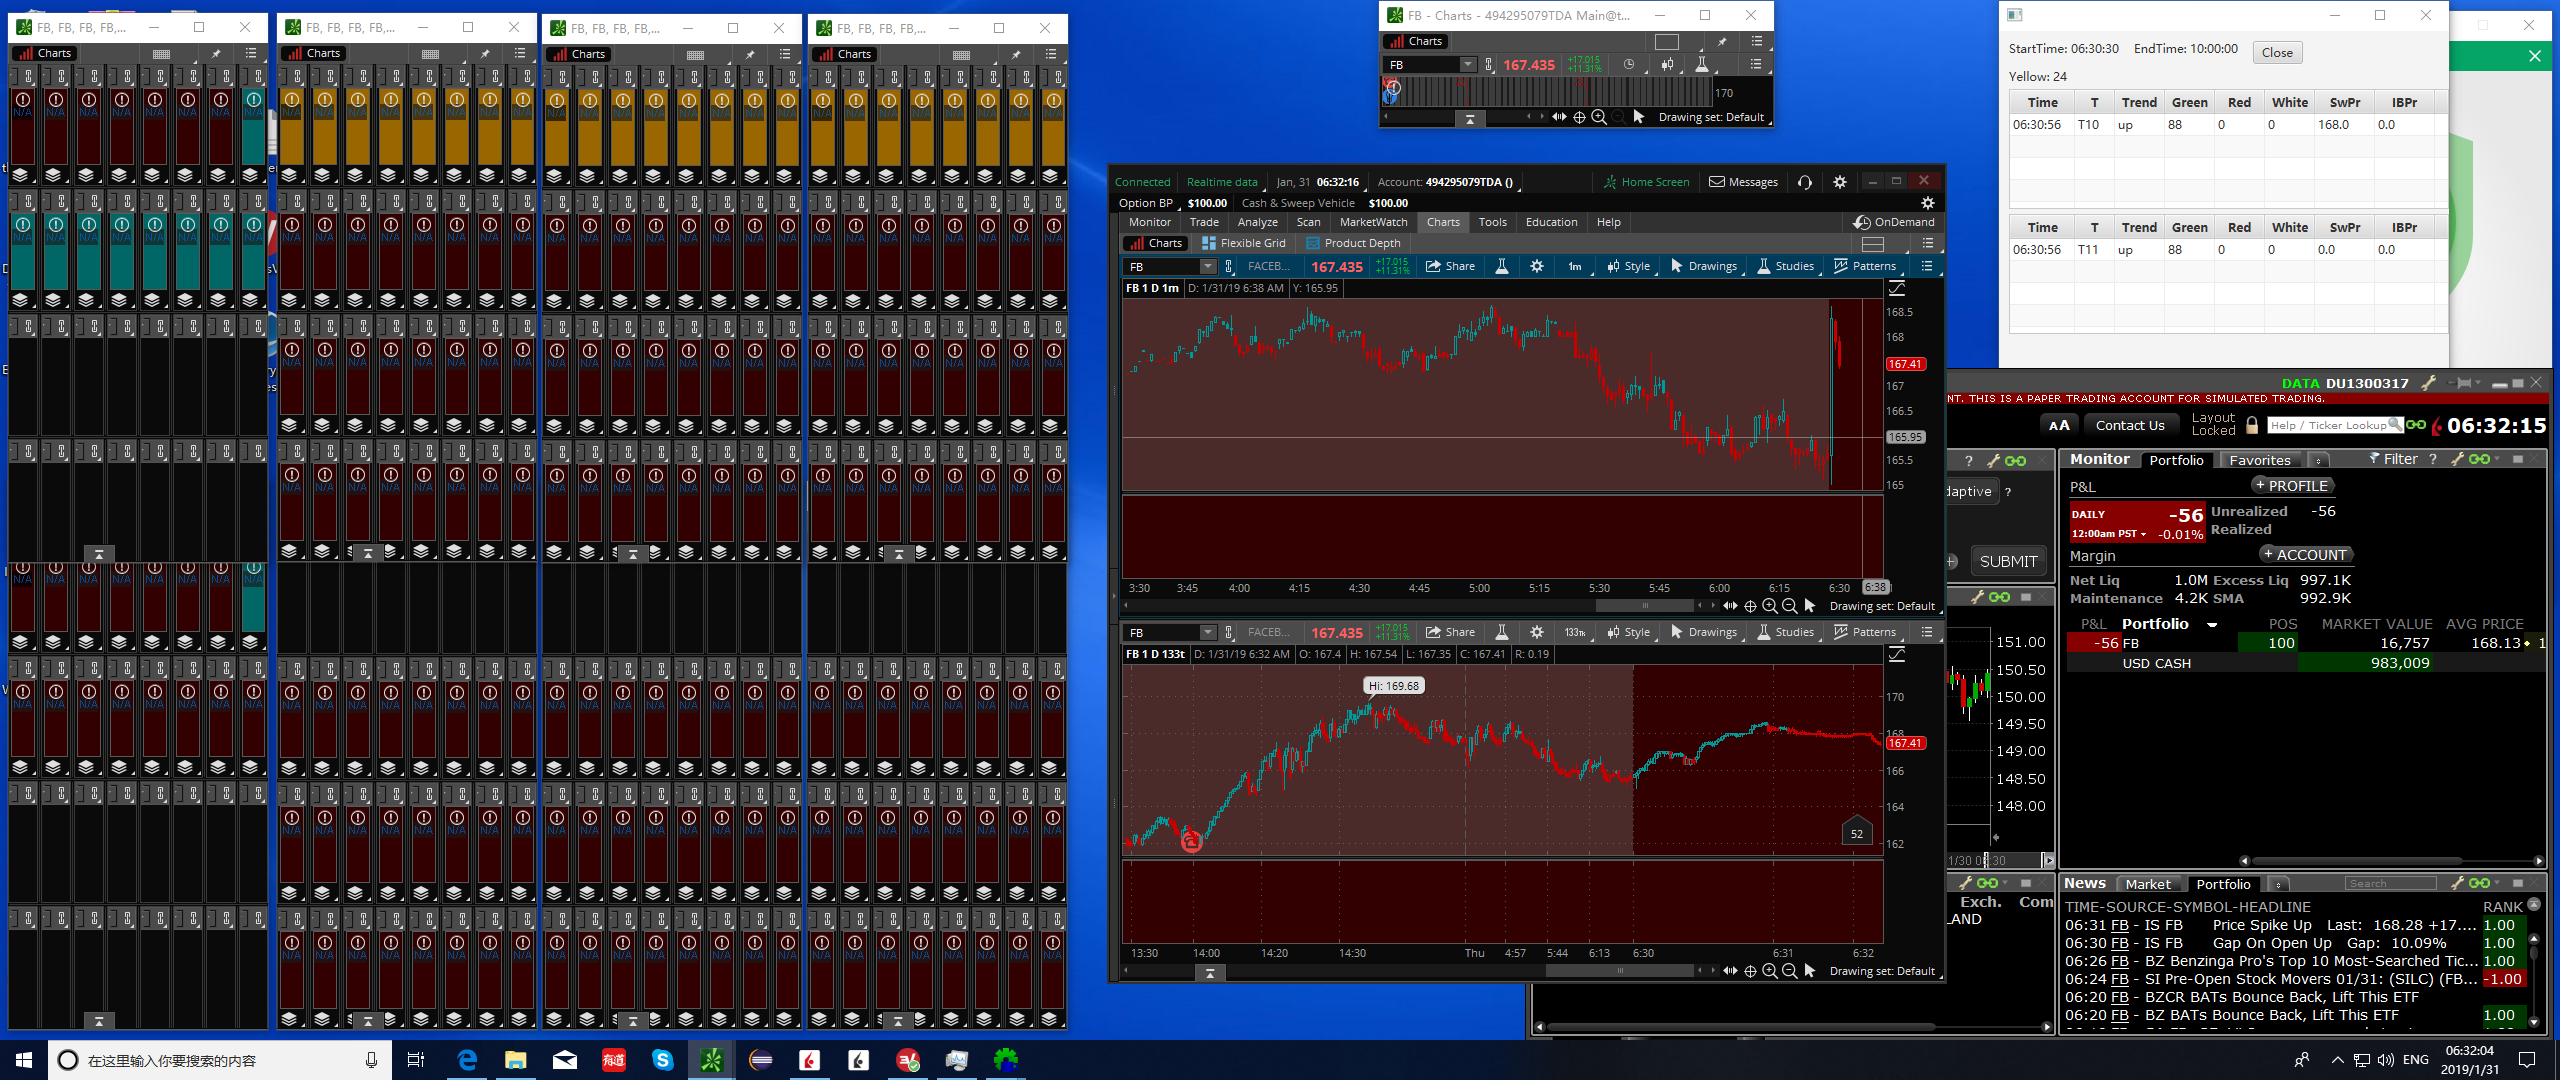 FB, FB, FB, FB,...
FB, FB, FB, FB,...
FB, FB, FB, FB,...
FB, FB, FB, FB,...
Charts
Charts
Charts
Charts
FB - Charts - 494295079TDA Main@t...
Charts
FB
167.435
+17.015
+11.31%
170
Drawing set: Default
StartTime: 06:30:30 EndTime: 10:00:00 Close
Yellow: 24
Time T Trend Green Red White SwPr IBPr
06:30:56 T10 up 88 0 0 168.0 0.0
Time T Trend Green Red White SwPr IBPr
06:30:56 T11 up 88 0 0 0.0 0.0
Connected Realtime data Jan, 31 06:32:16 Account: 494295079TDA () Home Screen Messages
Option BP $100.00 Cash & Sweep Vehicle $100.00
Monitor Trade Analyze Scan MarketWatch Charts Tools Education Help OnDemand
Charts Flexible Grid Product Depth
FB FACEB... 167.435 +17.015 +11.31% Share 1m Style Drawings Studies Patterns
FB 1 D 1m D: 1/31/19 6:38 AM Y: 165.95
168.5
168
167.41
167
166.5
165.95
165.5
165
3:30 3:45 4:00 4:15 4:30 4:45 5:00 5:15 5:30 5:45 6:00 6:15 6:30 6:38
Drawing set: Default
FB FACEB... 167.435 +17.015 +11.31% Share 133t Style Drawings Studies Patterns
FB 1 D 133t D: 1/31/19 6:32 AM O: 167.4 H: 167.54 L: 167.35 C: 167.41 R: 0.19
Hi: 169.68
170
168
167.41
166
164
162
52
13:30 14:00 14:20 14:30 Thu 4:57 5:44 6:13 6:30 6:31 6:32
Drawing set: Default
DATA DU1300317
NT. THIS IS A PAPER TRADING ACCOUNT FOR SIMULATED TRADING.
AA Contact Us Layout Locked Help / Ticker Lookup 06:32:15
daptive ?
SUBMIT
Monitor Portfolio Favorites Filter ?
P&L + PROFILE
DAILY -56 Unrealized -56
12:00am PST -0.01% Realized
Margin + ACCOUNT
Net Liq 1.0M Excess Liq 997.1K
Maintenance 4.2K SMA 992.9K
P&L Portfolio POS MARKET VALUE AVG PRICE
-56 FB 100 16,757 168.13 1
USD CASH 983,009
151.00
150.50
150.00
149.50
149.00
148.50
148.00
Exch. Com
LAND
News Market Portfolio Search
TIME-SOURCE-SYMBOL-HEADLINE RANK
06:31 FB - IS FB Price Spike Up Last: 168.28 +17.... 1.00
06:30 FB - IS FB Gap On Open Up Gap: 10.09% 1.00
06:26 FB - BZ Benzinga Pro's Top 10 Most-Searched Tic... 1.00
06:24 FB - SI Pre-Open Stock Movers 01/31: (SILC) (FB... -1.00
06:20 FB - BZCR BATs Bounce Back, Lift This ETF
06:20 FB - BZ BATs Bounce Back, Lift This ETF 1.00
在这里输入你要搜索的内容
有道
ENG
06:32:04
2019/1/31